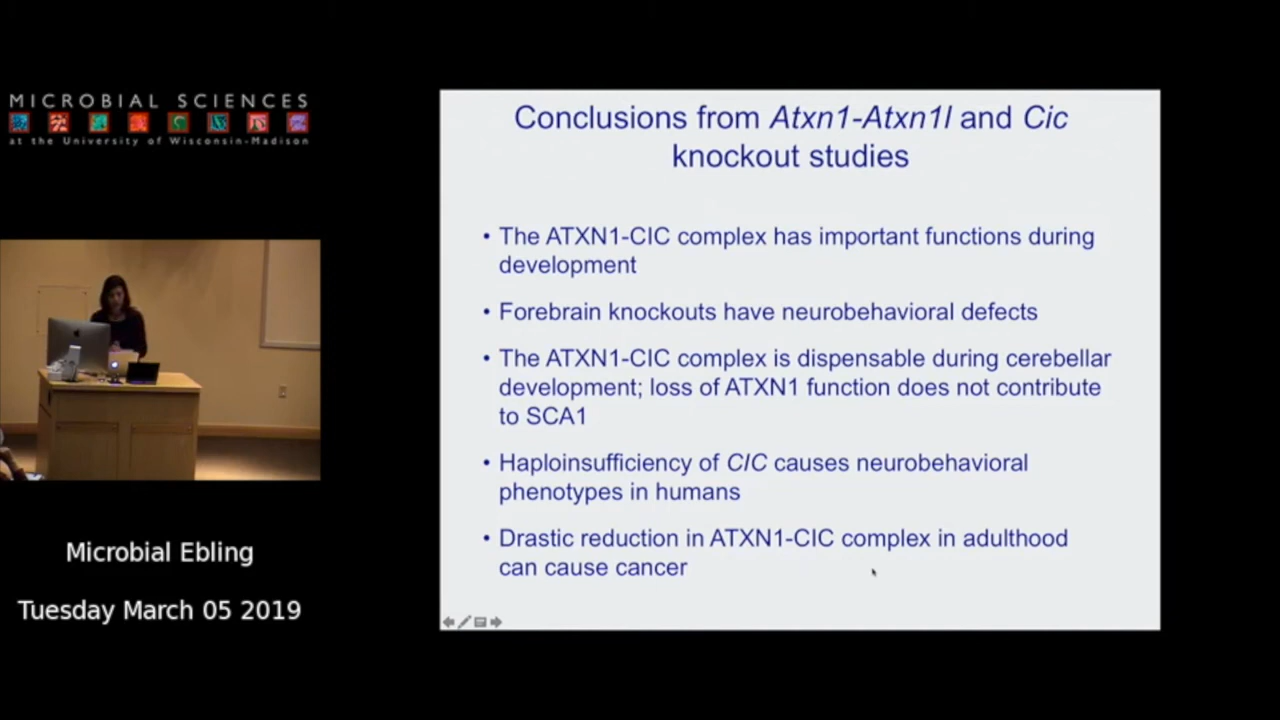 MICROBIAL SCIENCES
at the University of Wisconsin-Madison
Microbial Ebling
Tuesday March 05 2019
Conclusions from Atxn1-Atxn1l and Cic
knockout studies
• The ATXN1-CIC complex has important functions during
development
• Forebrain knockouts have neurobehavioral defects
• The ATXN1-CIC complex is dispensable during cerebellar
development; loss of ATXN1 function does not contribute
to SCA1
• Haploinsufficiency of CIC causes neurobehavioral
phenotypes in humans
• Drastic reduction in ATXN1-CIC complex in adulthood
can cause cancer